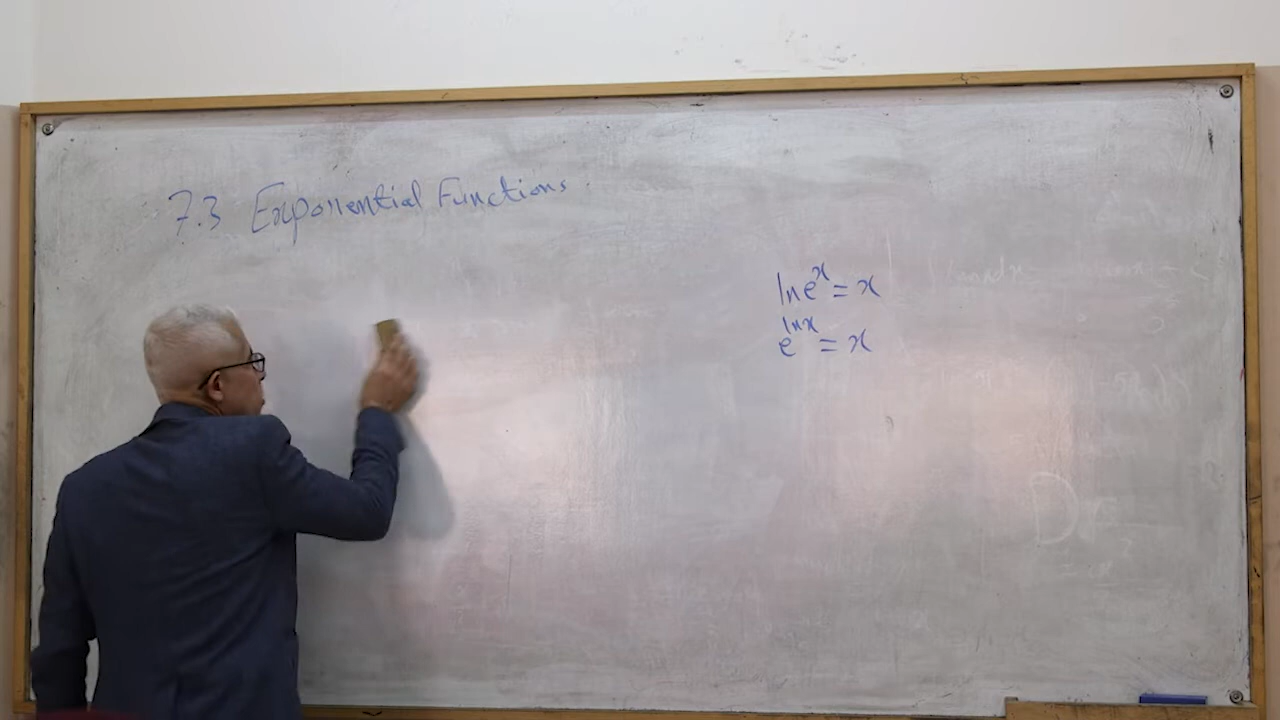 7.3 Exponential Functions
ln e^x = x
e^ln x = x